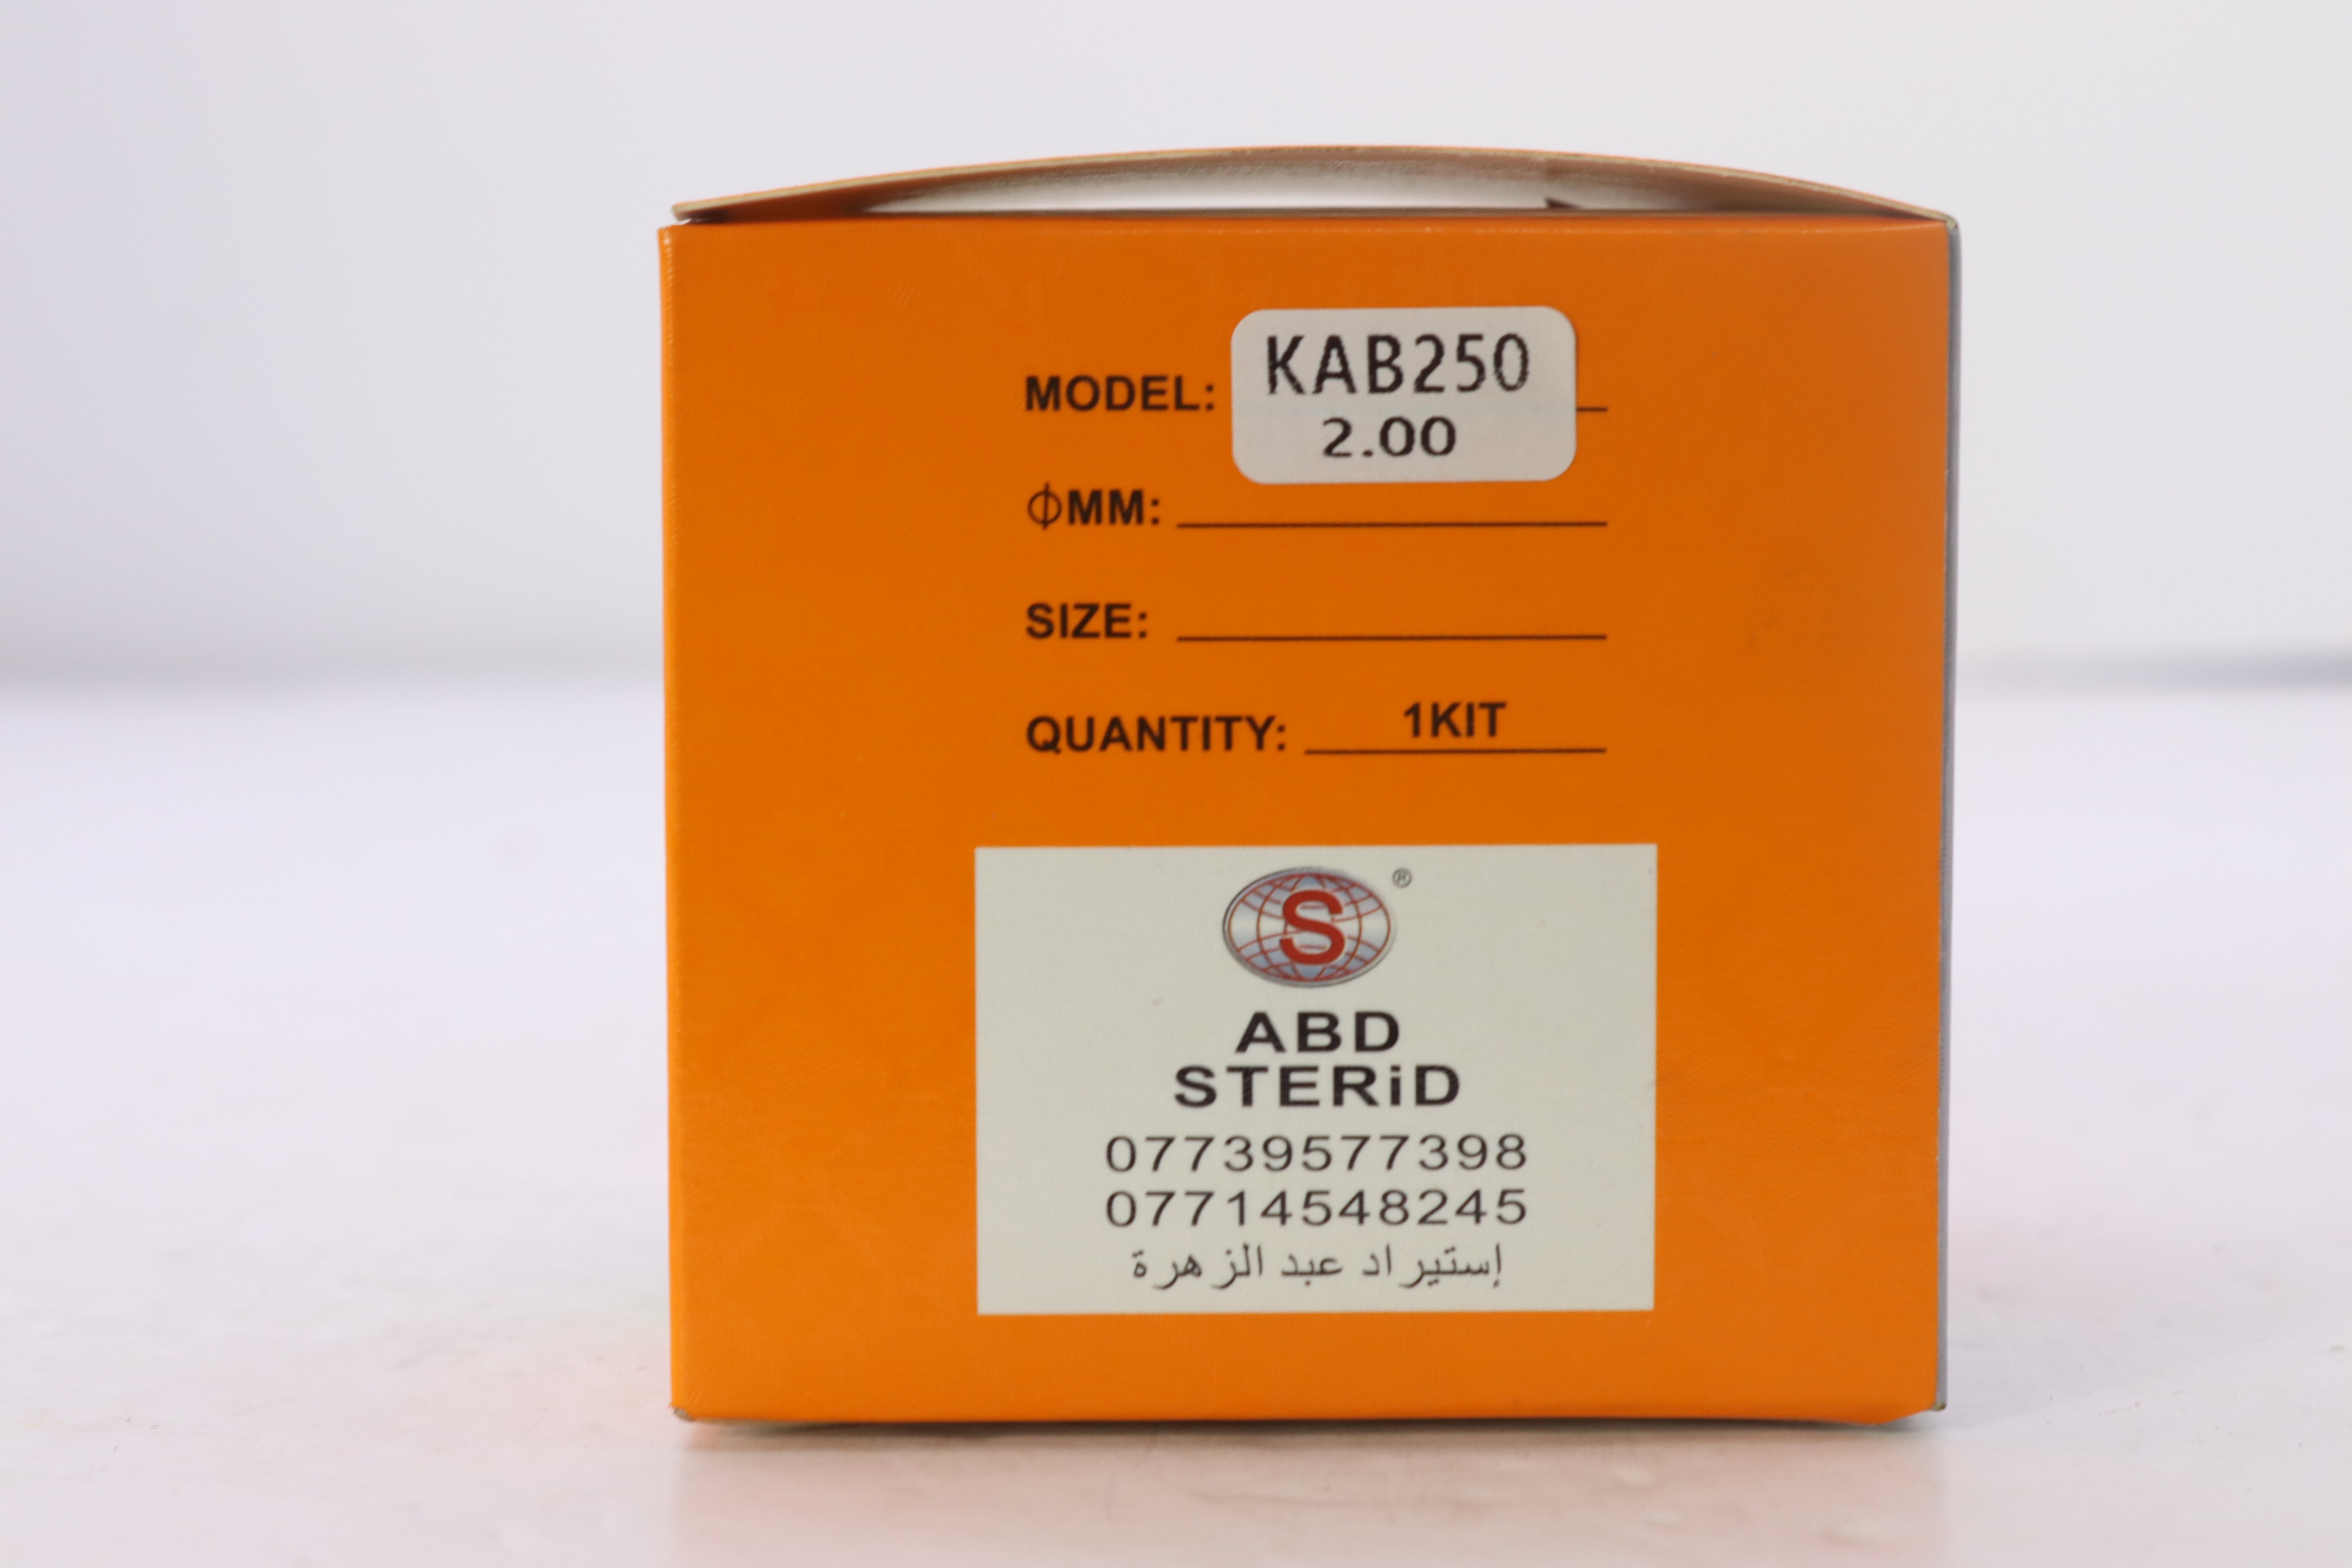 MODEL: KAB250
2.00
ΦMM:
SIZE:
QUANTITY: 1KIT
S ®
ABD
STERiD
07739577398
07714548245
إستيراد عبد الزهرة